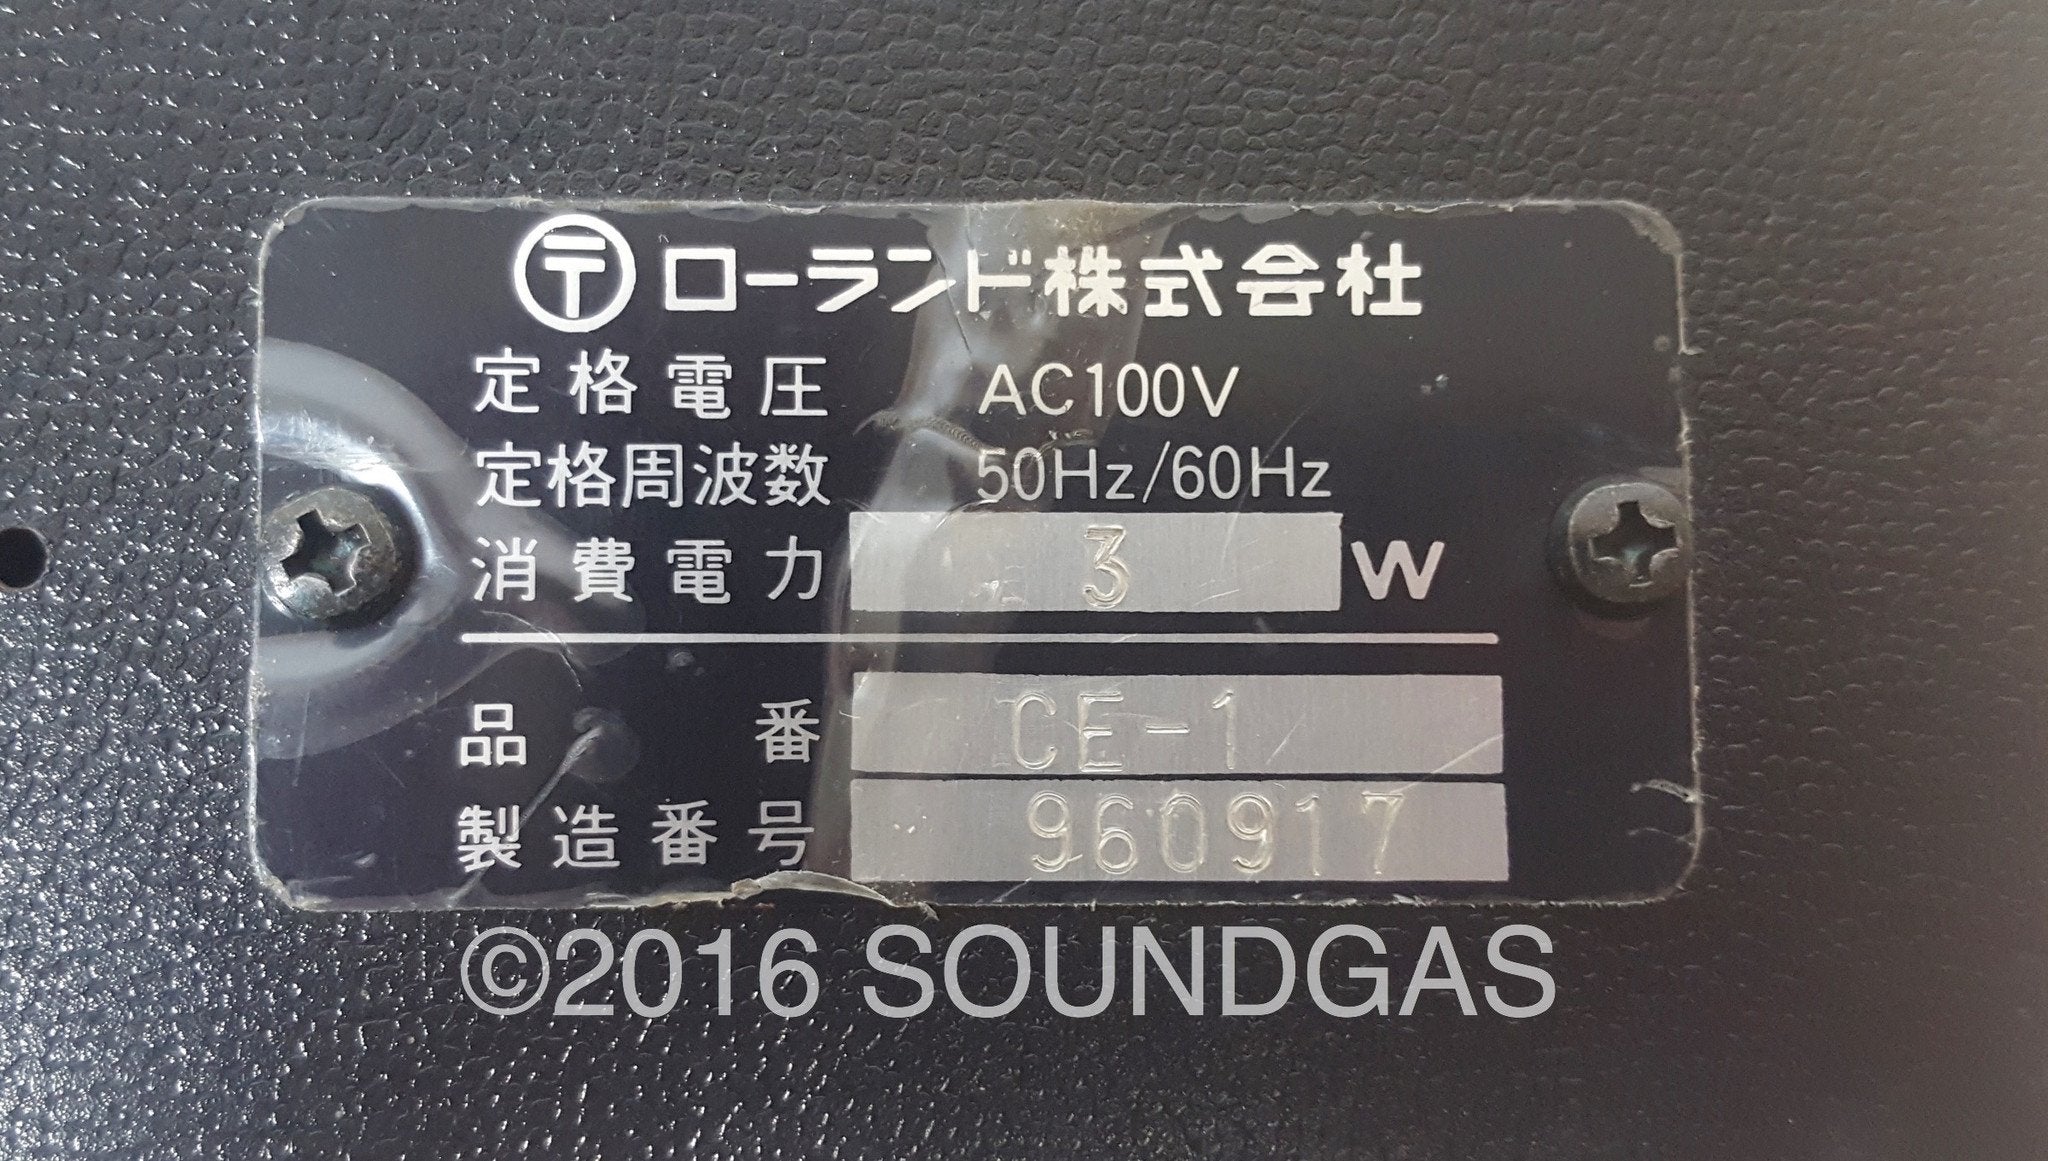 〒 ローランド株式会社
定格電圧 AC100V
定格周波数 50Hz/60Hz
消費電力 3 W
品番 CE-1
製造番号 960917
©2016 SOUNDGAS